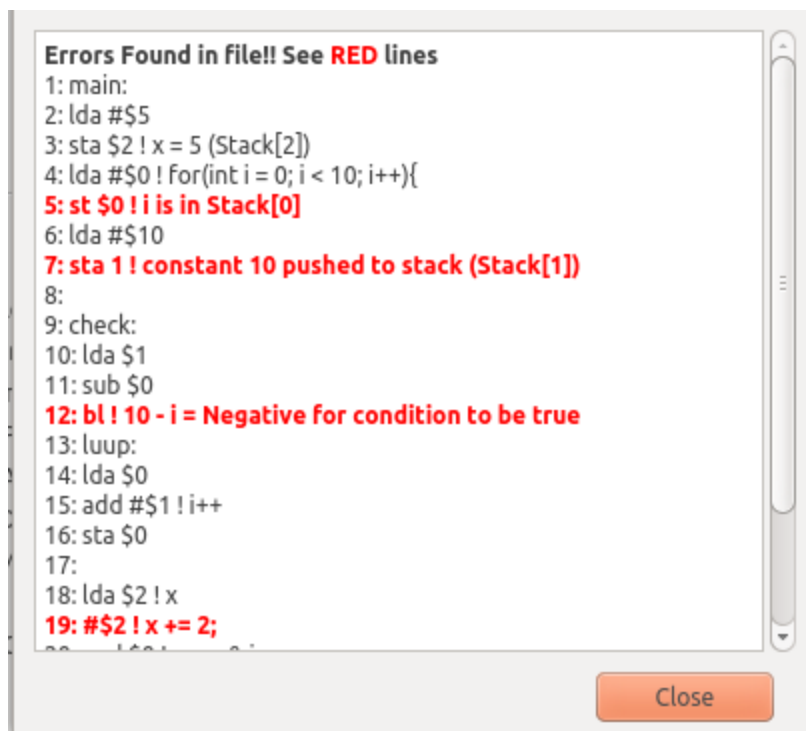 Errors Found in file!! See RED lines
1: main:
2: lda #$5
3: sta $2 ! x = 5 (Stack[2])
4: lda #$0 ! for(int i = 0; i < 10; i++){
5: st $0 ! i is in Stack[0]
6: lda #$10
7: sta 1 ! constant 10 pushed to stack (Stack[1])
8:
9: check:
10: lda $1
11: sub $0
12: bl ! 10 - i = Negative for condition to be true
13: luup:
14: lda $0
15: add #$1 ! i++
16: sta $0
17:
18: lda $2 ! x
19: #$2 ! x += 2;
Close